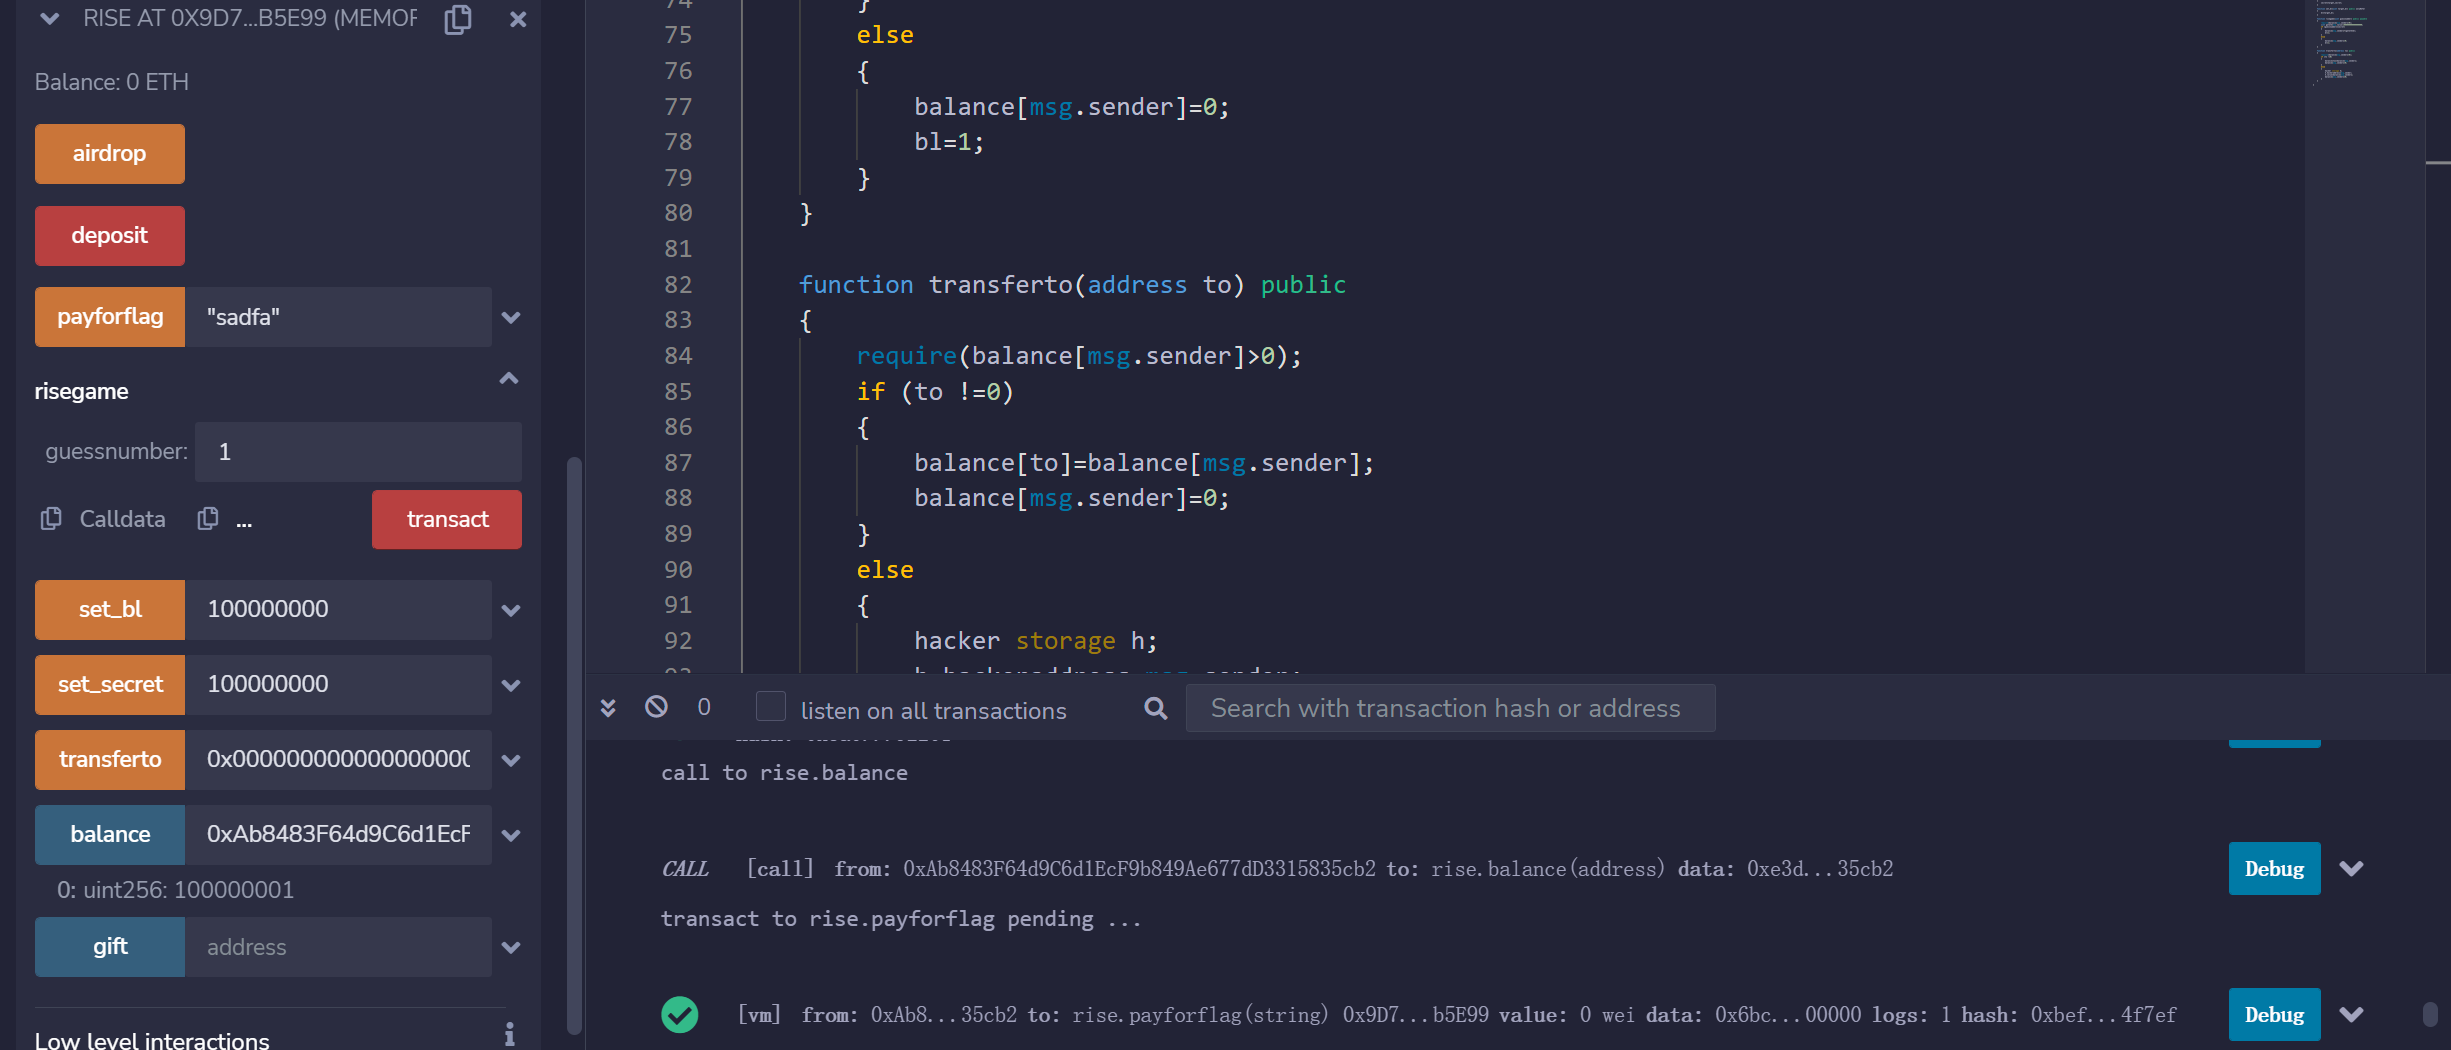 RISE AT 0X9D7...B5E99 (MEMOR
Balance: 0 ETH
airdrop
deposit
payforflag "sadfa"
risegame
guessnumber: 1
Calldata ... transact
set_bl 100000000
set_secret 100000000
transferto 0x000000000000000000
balance 0xAb8483F64d9C6d1EcF
0: uint256: 100000001
gift address
Low level interactions
74 }
75 else
76 {
77 balance[msg.sender]=0;
78 bl=1;
79 }
80 }
81
82 function transferto(address to) public
83 {
84 require(balance[msg.sender]>0);
85 if (to !=0)
86 {
87 balance[to]=balance[msg.sender];
88 balance[msg.sender]=0;
89 }
90 else
91 {
92 hacker storage h;
0 listen on all transactions Search with transaction hash or address
call to rise.balance
CALL [call] from: 0xAb8483F64d9C6d1EcF9b849Ae677dD3315835cb2 to: rise.balance(address) data: 0xe3d...35cb2 Debug
transact to rise.payforflag pending ...
[vm] from: 0xAb8...35cb2 to: rise.payforflag(string) 0x9D7...b5E99 value: 0 wei data: 0x6bc...00000 logs: 1 hash: 0xbef...4f7ef Debug